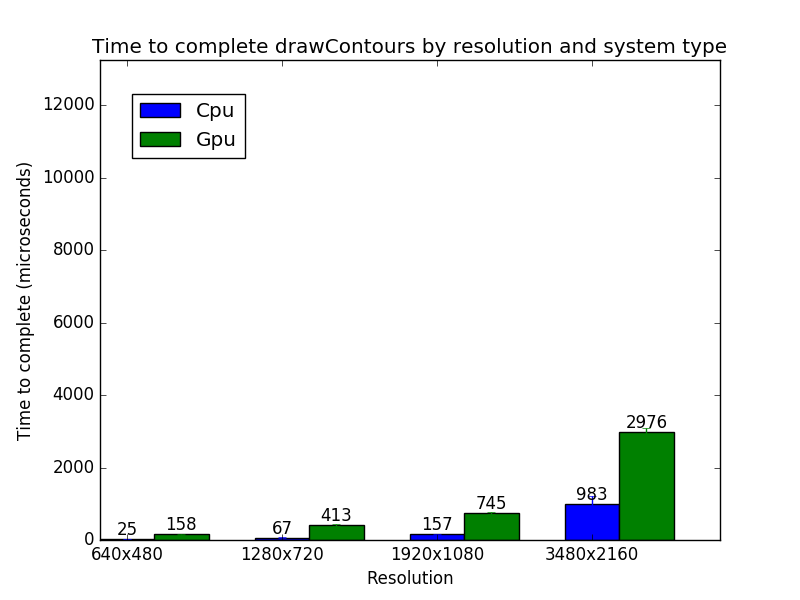 Time to complete drawContours by resolution and system type
Cpu
Gpu
Time to complete (microseconds)
12000
10000
8000
6000
4000
2000
0
25
158
67
413
157
745
983
2976
640x480
1280x720
1920x1080
3480x2160
Resolution